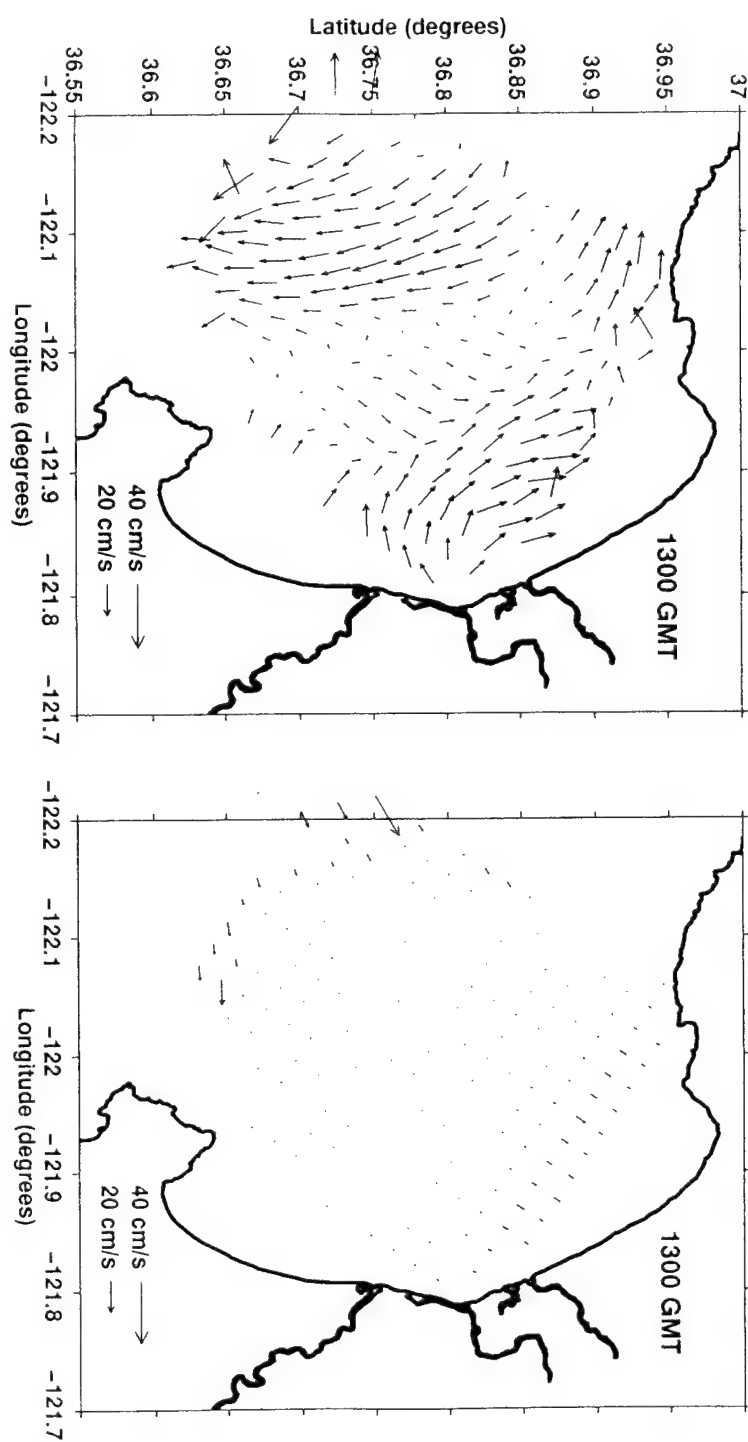 Latitude (degrees)
37
36.95
36.9
36.85
36.8
36.75
36.7
36.65
36.6
36.55
1300 GMT
40 cm/s
20 cm/s
−122.2 −122.1 −122 −121.9 −121.8 −121.7
Longitude (degrees)
1300 GMT
40 cm/s
20 cm/s
−122.2 −122.1 −122 −121.9 −121.8 −121.7
Longitude (degrees)